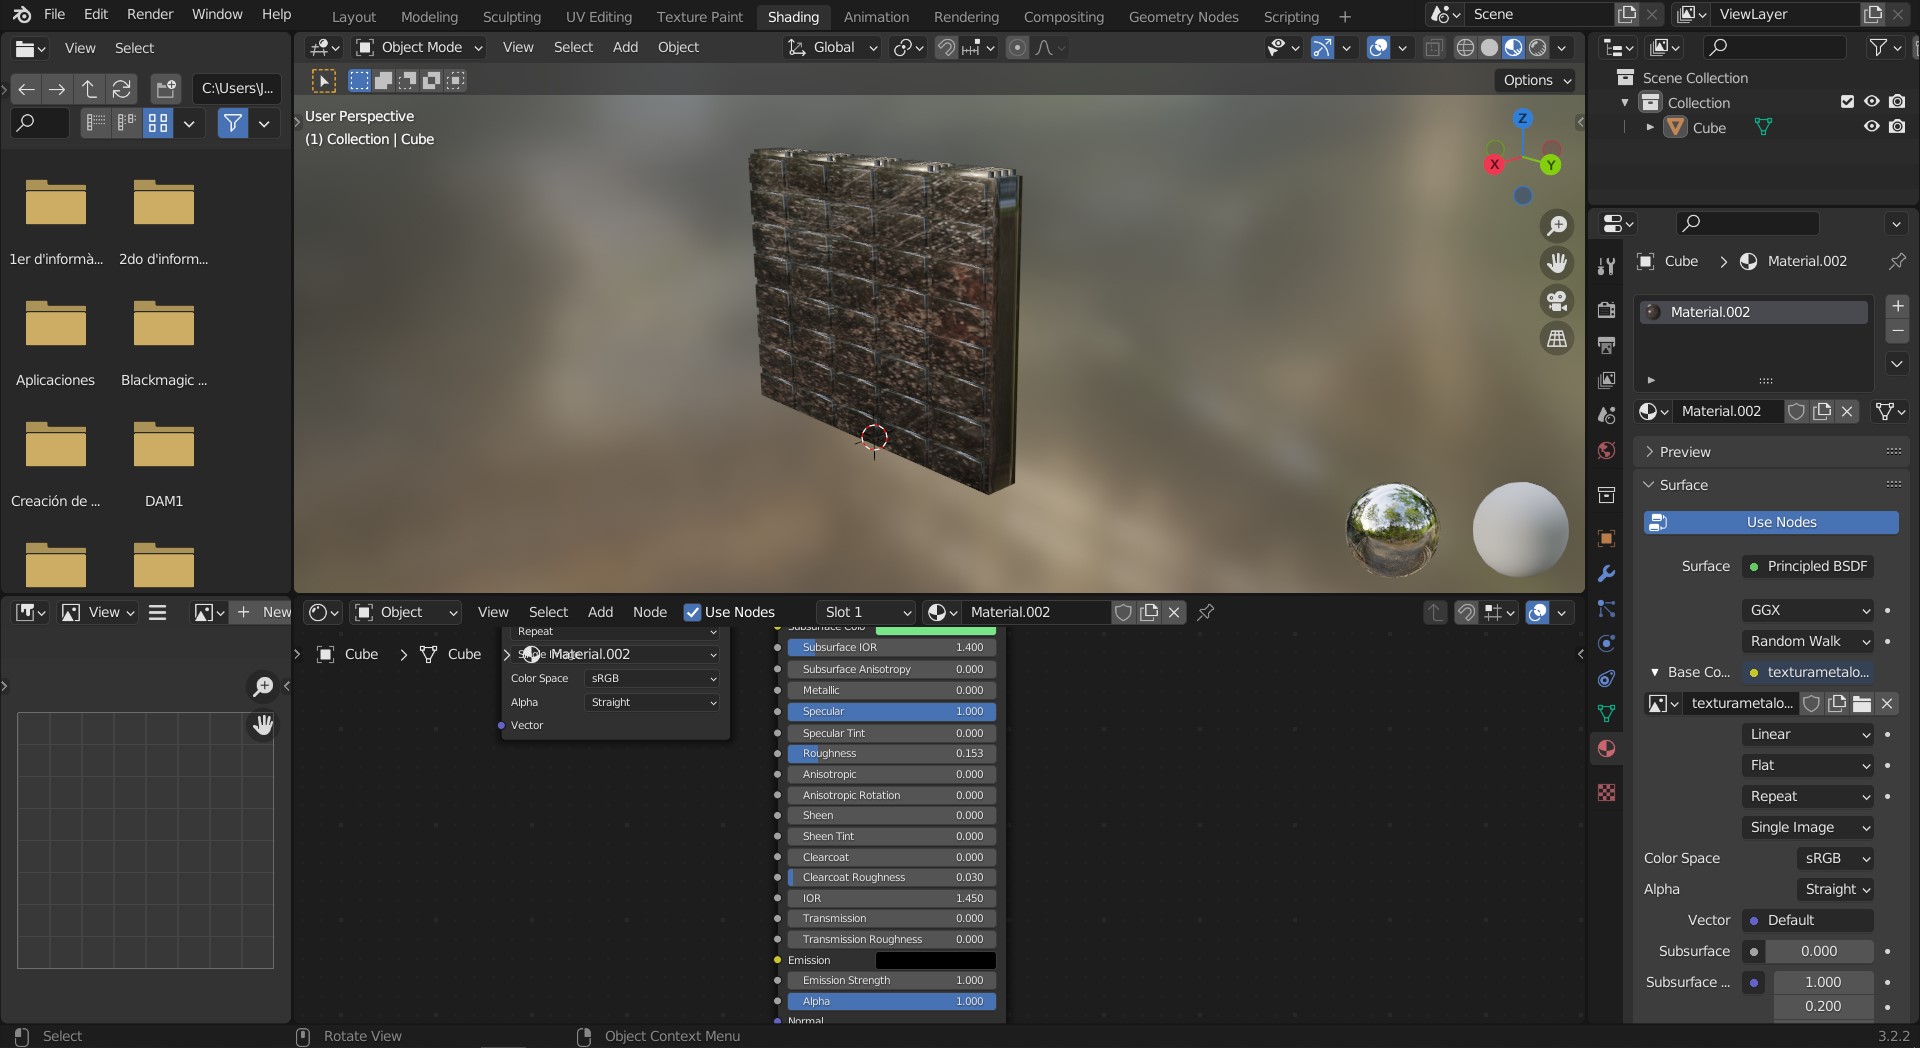 File Edit Render Window Help
Layout Modeling Sculpting UV Editing Texture Paint Shading Animation Rendering Compositing Geometry Nodes Scripting +
Scene
ViewLayer
View Select
Object Mode View Select Add Object
Global
Options
C:\Users\J...
1er d'informà... 2do d'inform...
Aplicaciones Blackmagic ...
Creación de ... DAM1
User Perspective
(1) Collection | Cube
Z
X
Y
Scene Collection
Collection
Cube
Cube > Material.002
Material.002
Material.002
Preview
Surface
Use Nodes
Surface Principled BSDF
GGX
Random Walk
Base Co... texturametalo...
texturametalo...
Linear
Flat
Repeat
Single Image
Color Space sRGB
Alpha Straight
Vector Default
Subsurface 0.000
Subsurface ... 1.000
0.200
View
+ New
Object View Select Add Node Use Nodes Slot 1 Material.002
Cube > Cube > Material.002
Repeat
Color Space sRGB
Alpha Straight
Vector
Subsurface Colo
Subsurface IOR 1.400
Subsurface Anisotropy 0.000
Metallic 0.000
Specular 1.000
Specular Tint 0.000
Roughness 0.153
Anisotropic 0.000
Anisotropic Rotation 0.000
Sheen 0.000
Sheen Tint 0.000
Clearcoat 0.000
Clearcoat Roughness 0.030
IOR 1.450
Transmission 0.000
Transmission Roughness 0.000
Emission
Emission Strength 1.000
Alpha 1.000
Normal
Select
Rotate View
Object Context Menu
3.2.2